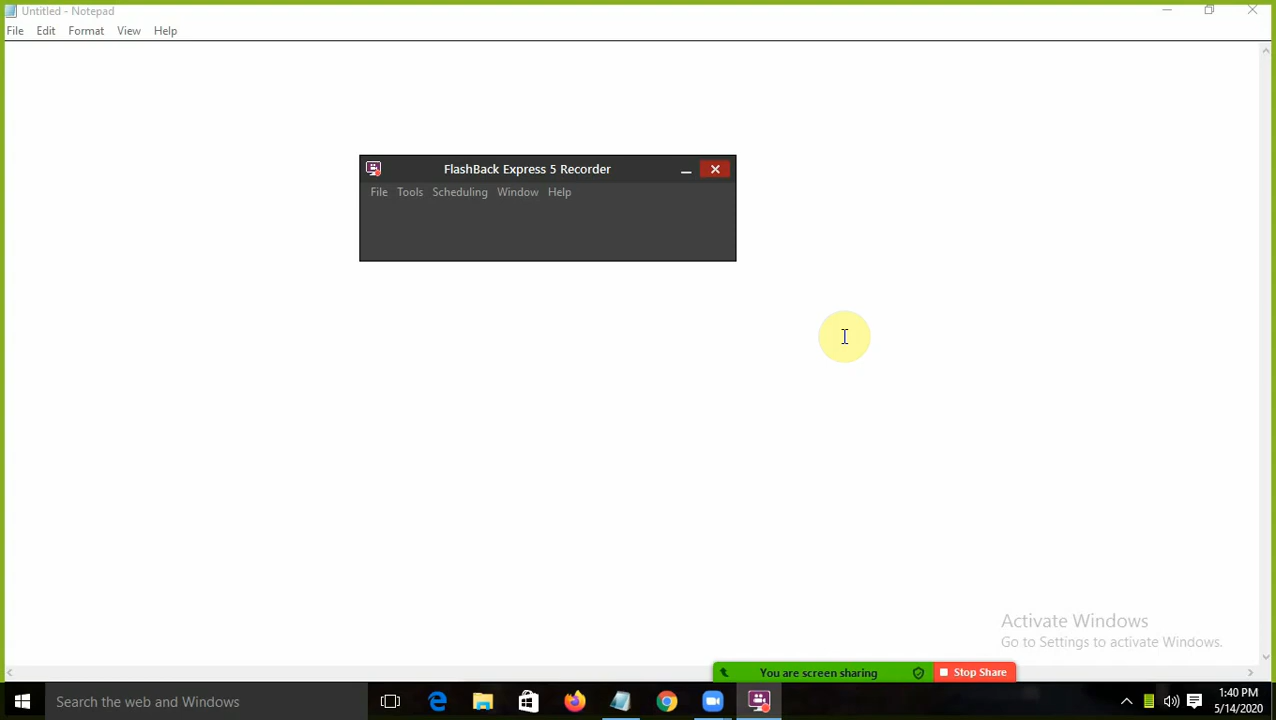 Untitled - Notepad
File Edit Format View Help
FlashBack Express 5 Recorder
File Tools Scheduling Window Help
Activate Windows
Go to Settings to activate Windows.
You are screen sharing Stop Share
Search the web and Windows
1:40 PM
5/14/2020